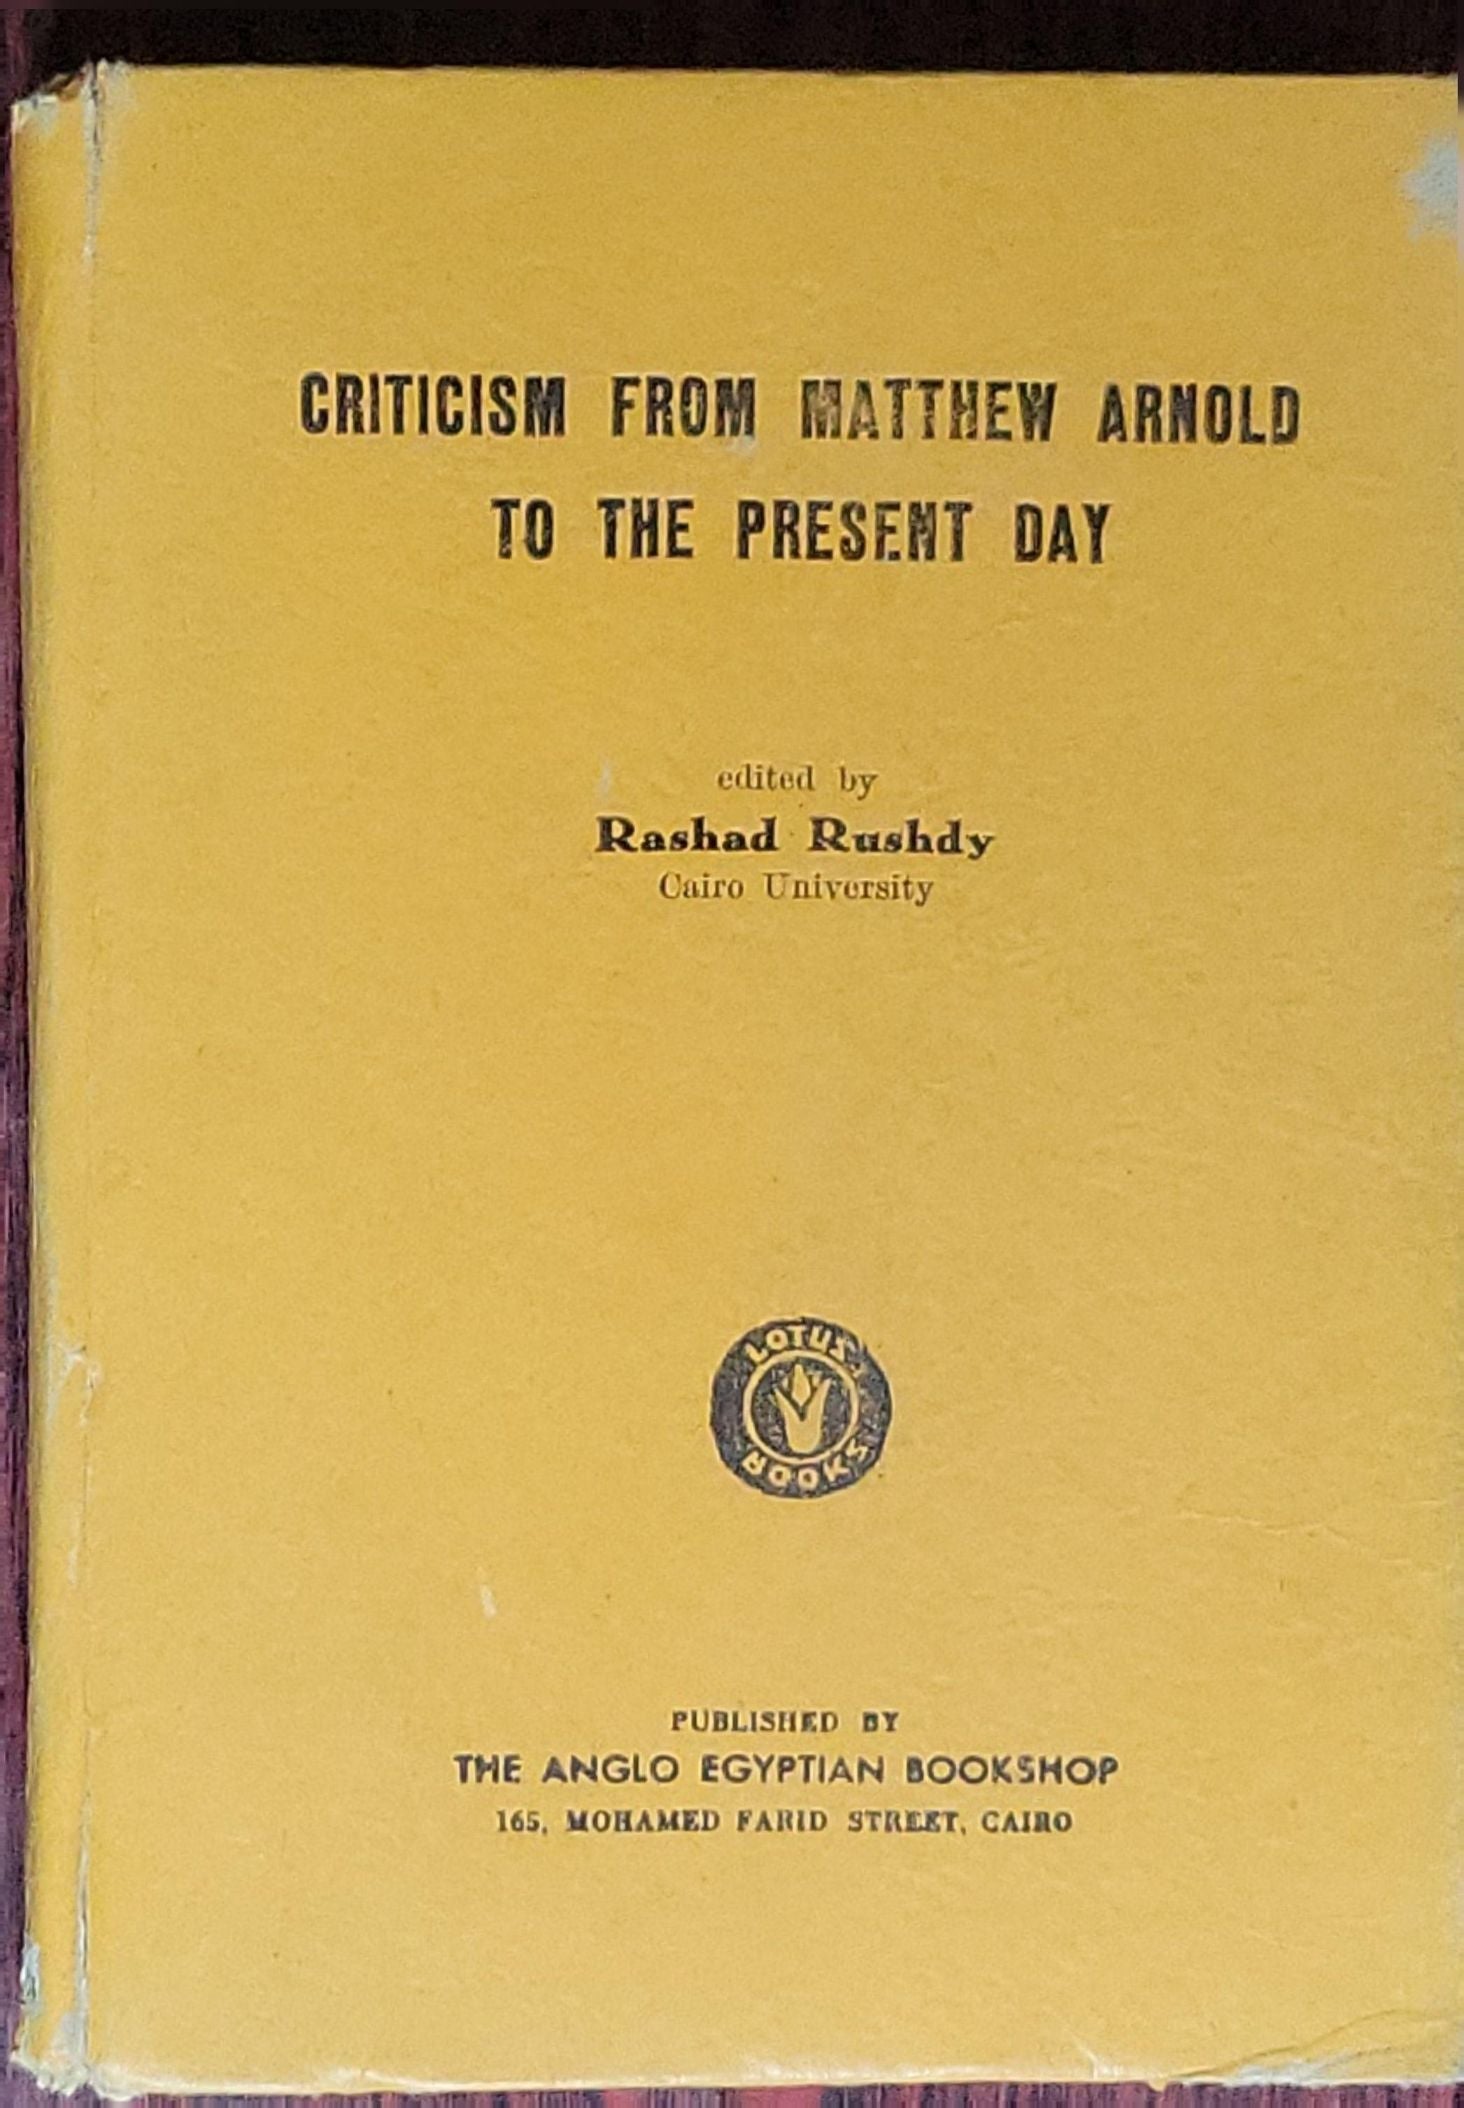 CRITICISM FROM MATTHEW ARNOLD
TO THE PRESENT DAY
edited by
Rashad Rushdy
Cairo University
LOTUS
BOOKS
PUBLISHED BY
THE ANGLO EGYPTIAN BOOKSHOP
165, MOHAMED FARID STREET, CAIRO